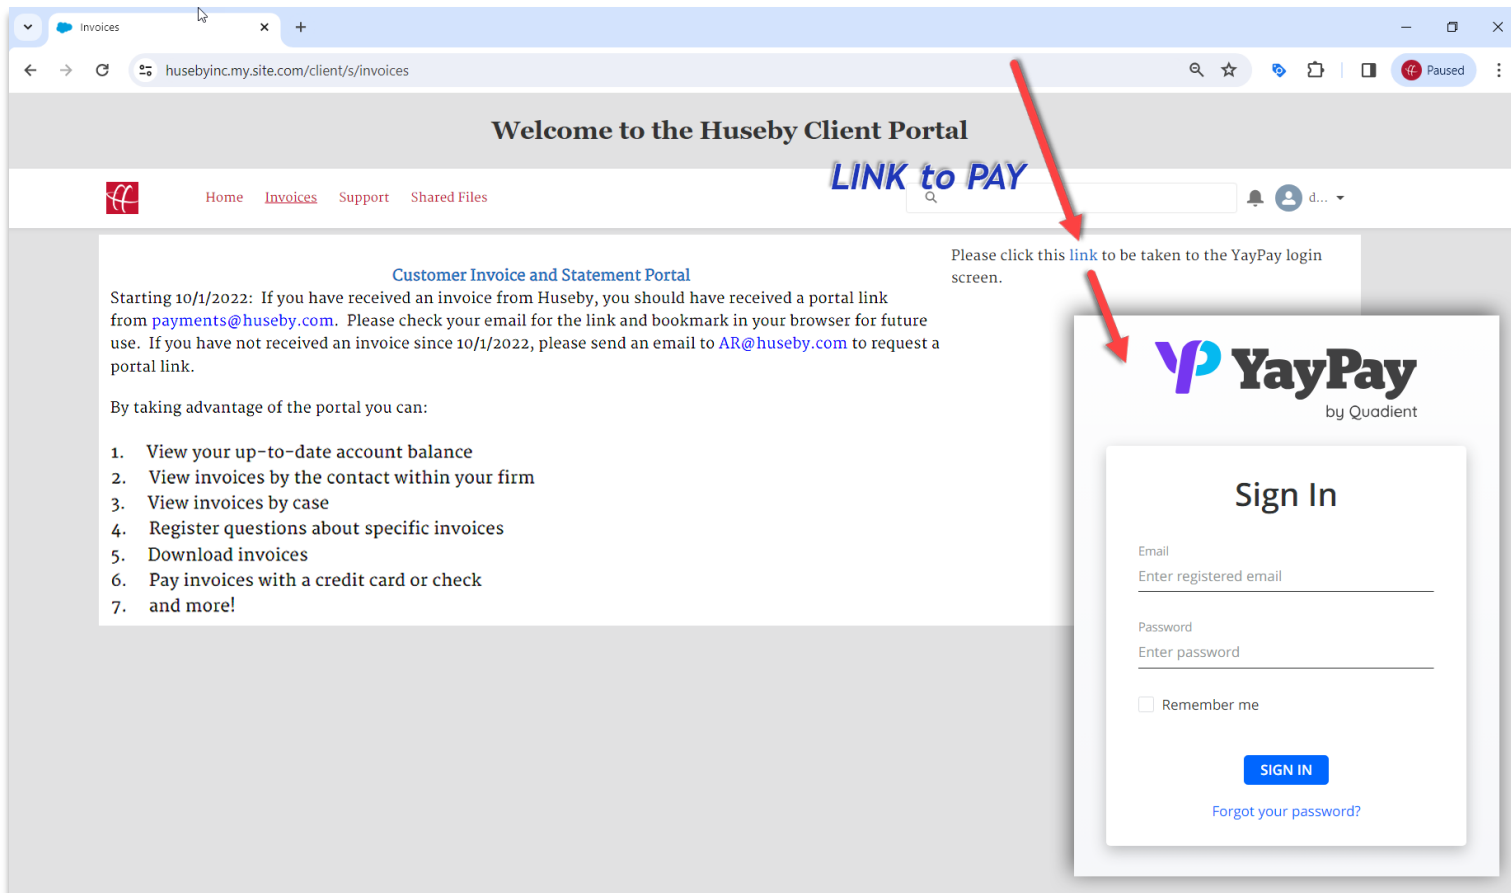 Invoices
husebyinc.my.site.com/client/s/invoices
Paused
Welcome to the Huseby Client Portal
LINK to PAY
Home Invoices Support Shared Files
d...
Please click this link to be taken to the YayPay login
screen.
Customer Invoice and Statement Portal
Starting 10/1/2022: If you have received an invoice from Huseby, you should have received a portal link
from payments@huseby.com. Please check your email for the link and bookmark in your browser for future
use. If you have not received an invoice since 10/1/2022, please send an email to AR@huseby.com to request a
portal link.
By taking advantage of the portal you can:
1. View your up-to-date account balance
2. View invoices by the contact within your firm
3. View invoices by case
4. Register questions about specific invoices
5. Download invoices
6. Pay invoices with a credit card or check
7. and more!
YayPay
by Quadient
Sign In
Email
Enter registered email
Password
Enter password
Remember me
SIGN IN
Forgot your password?